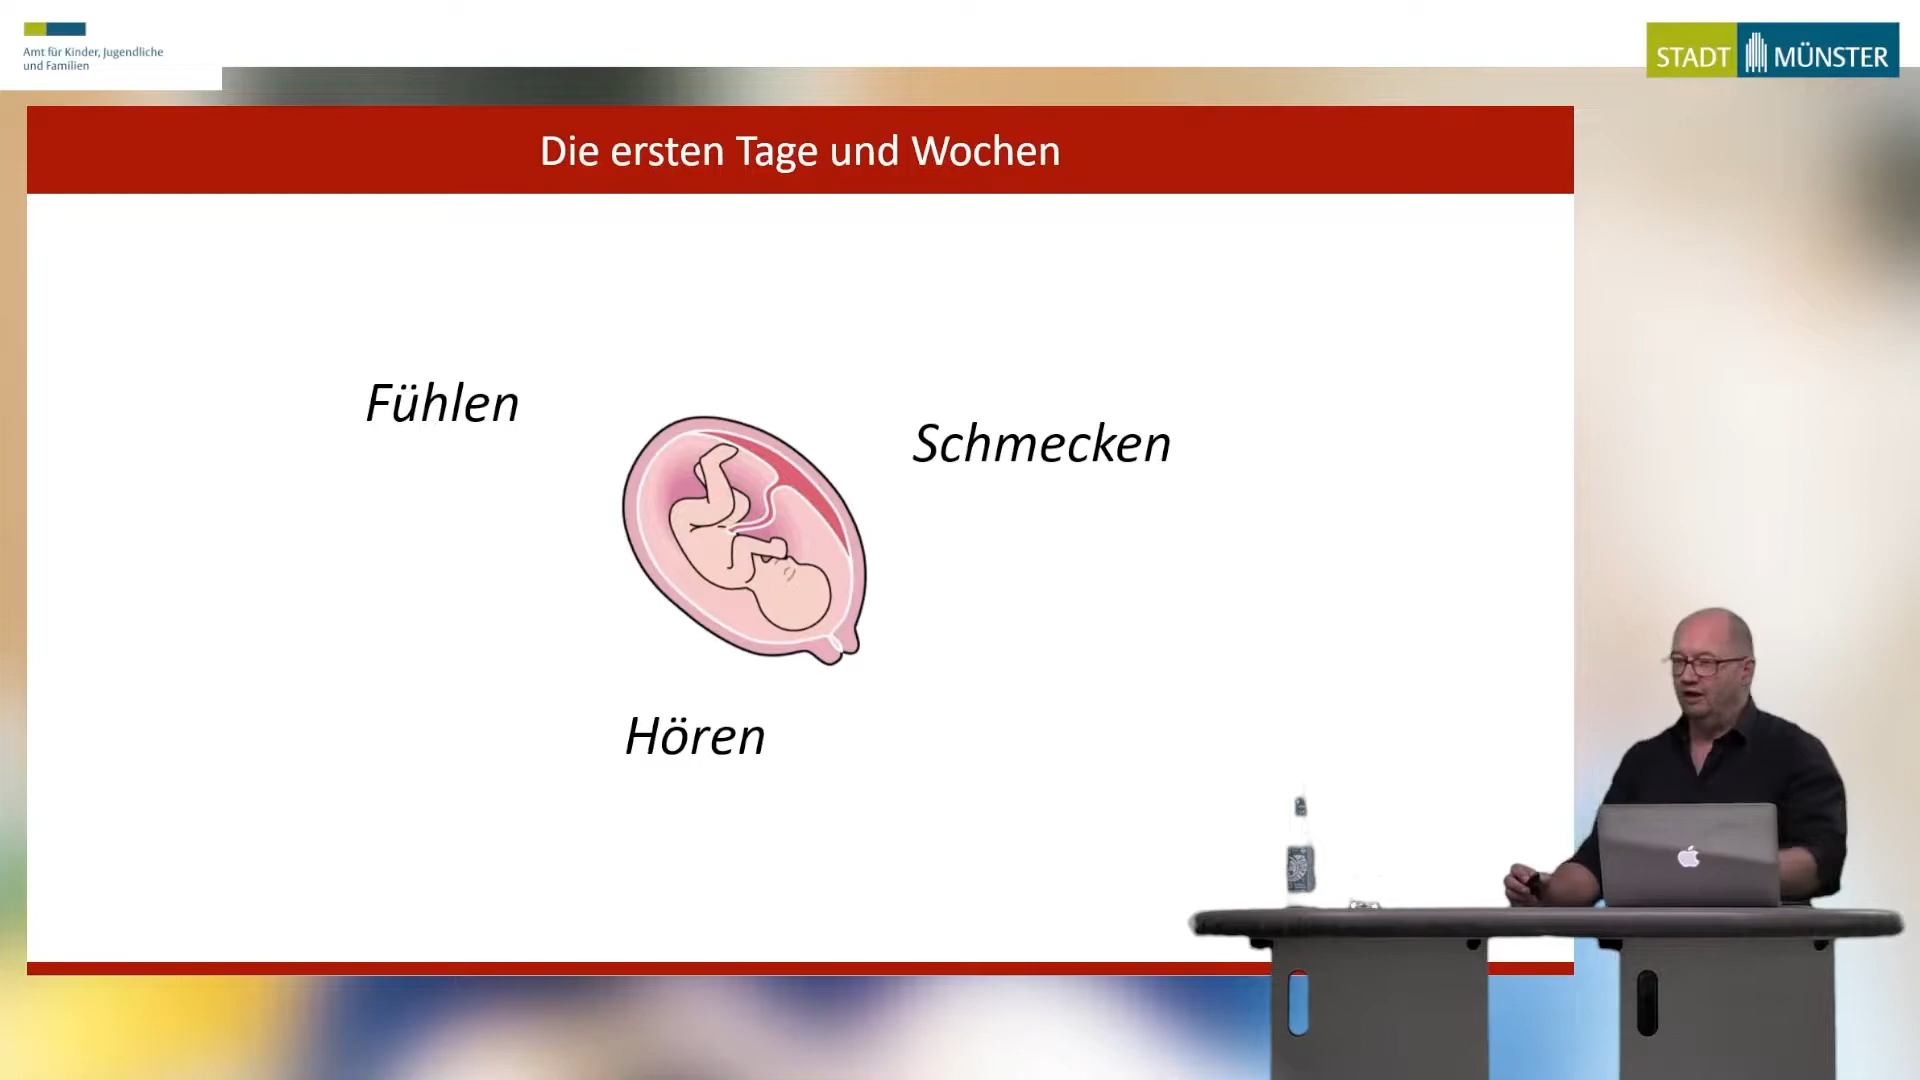 Amt für Kinder, Jugendliche
und Familien
STADT MÜNSTER
Die ersten Tage und Wochen
Fühlen
Schmecken
Hören